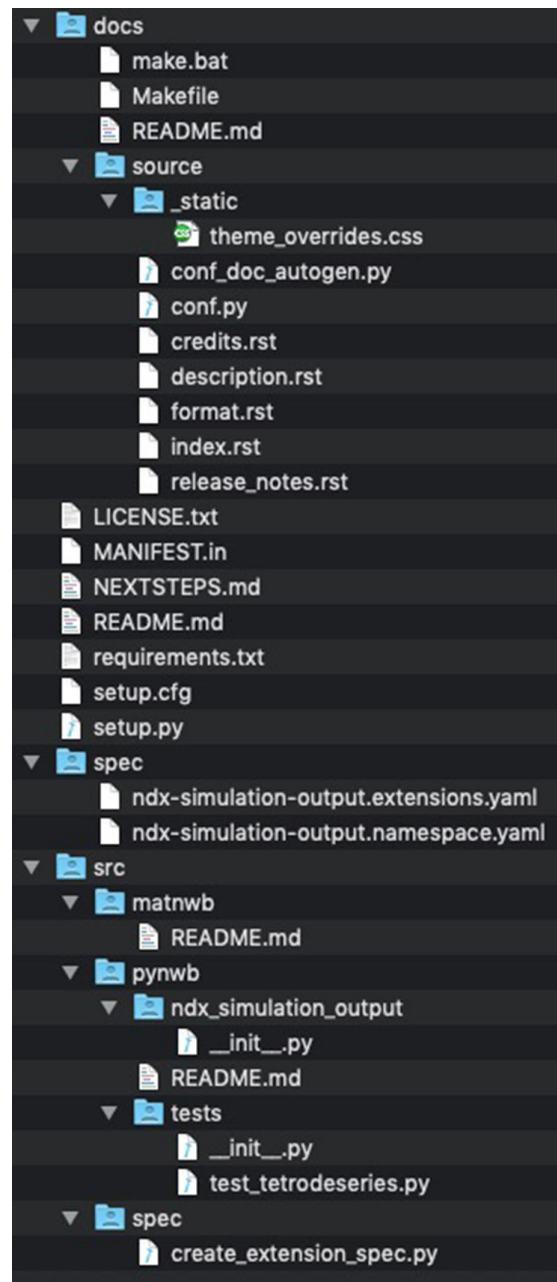 docs
make.bat
Makefile
README.md
source
_static
theme_overrides.css
conf_doc_autogen.py
conf.py
credits.rst
description.rst
format.rst
index.rst
release_notes.rst
LICENSE.txt
MANIFEST.in
NEXTSTEPS.md
README.md
requirements.txt
setup.cfg
setup.py
spec
ndx-simulation-output.extensions.yaml
ndx-simulation-output.namespace.yaml
src
matnwb
README.md
pynwb
ndx_simulation_output
__init__.py
README.md
tests
__init__.py
test_tetrodeseries.py
spec
create_extension_spec.py